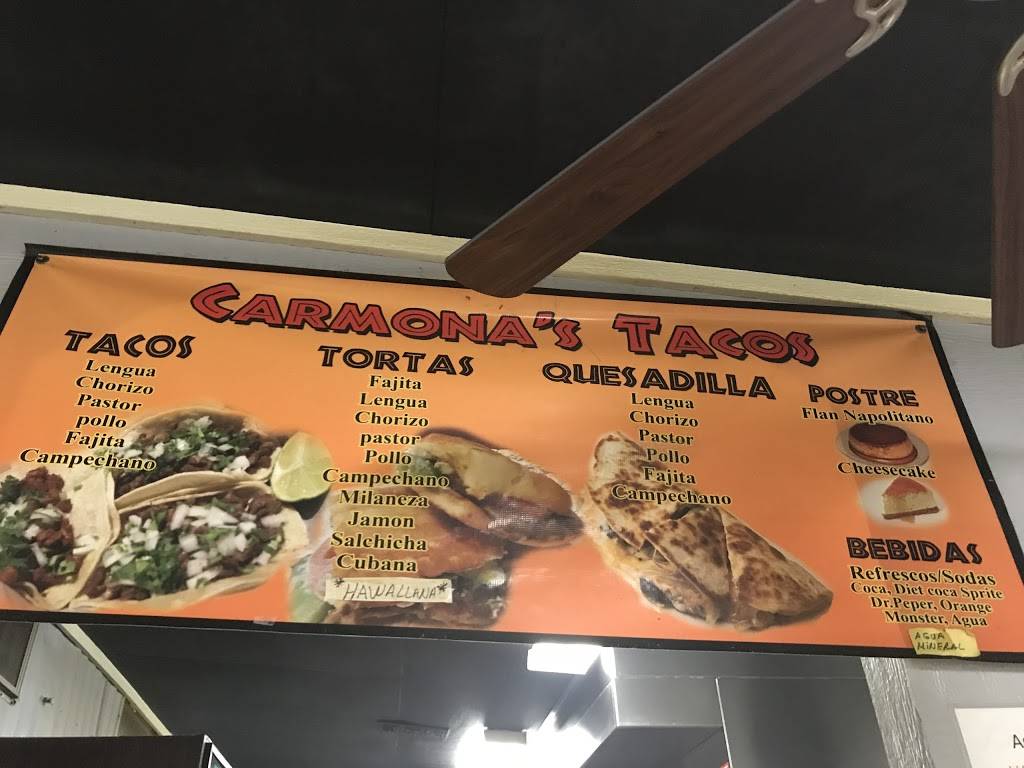 CARMONA'S TACOS
TACOS
Lengua
Chorizo
Pastor
pollo
Fajita
Campechano
TORTAS
Fajita
Lengua
Chorizo
pastor
Pollo
Campechano
Milaneza
Jamon
Salchicha
Cubana
*HAWALLANA*
QUESADILLA
Lengua
Chorizo
Pastor
Pollo
Fajita
Campechano
POSTRE
Flan Napolitano
Cheesecake
BEBIDAS
Refrescos/Sodas
Coca, Diet coca Sprite
Dr.Peper, Orange
Monster, Agua
AGUA
MINERAL